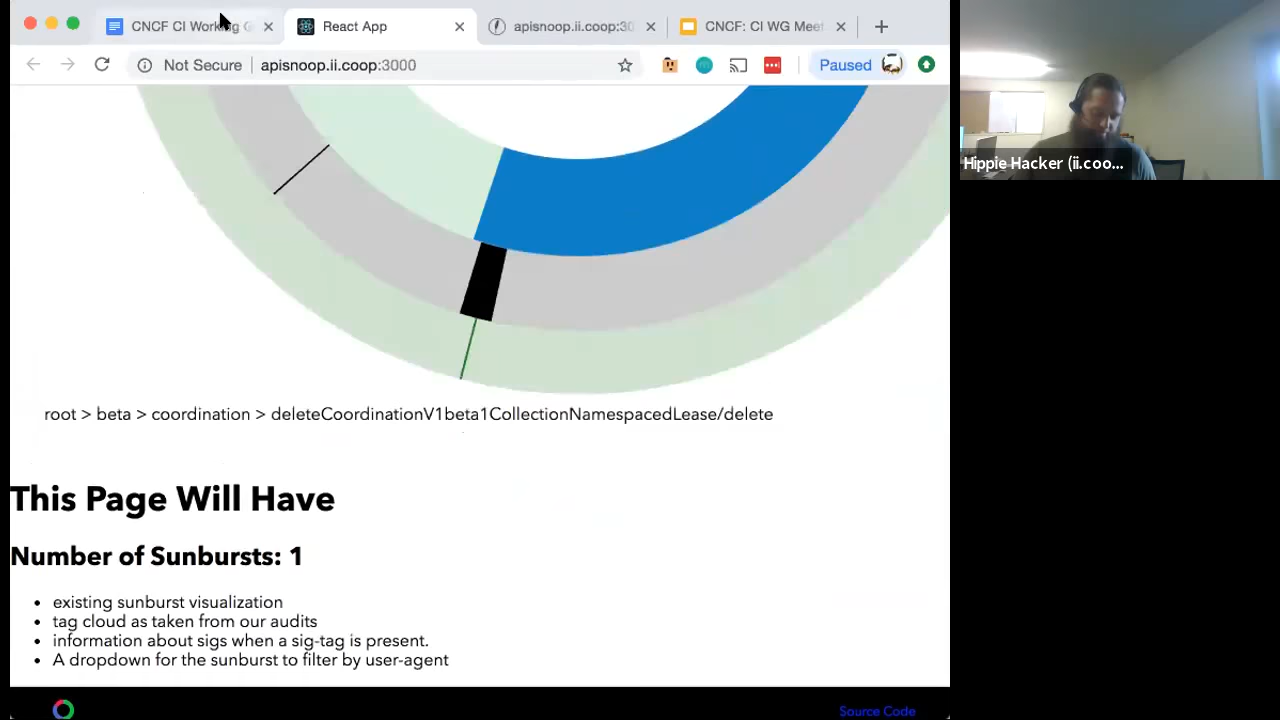 CNCF CI Working G
React App
apisnoop.ii.coop:30
CNCF: CI WG Meet
Not Secure
apisnoop.ii.coop:3000
Paused
Hippie Hacker (ii.coo...
root > beta > coordination > deleteCoordinationV1beta1CollectionNamespacedLease/delete
This Page Will Have
Number of Sunbursts: 1
• existing sunburst visualization
• tag cloud as taken from our audits
• information about sigs when a sig-tag is present.
• A dropdown for the sunburst to filter by user-agent
Source Code